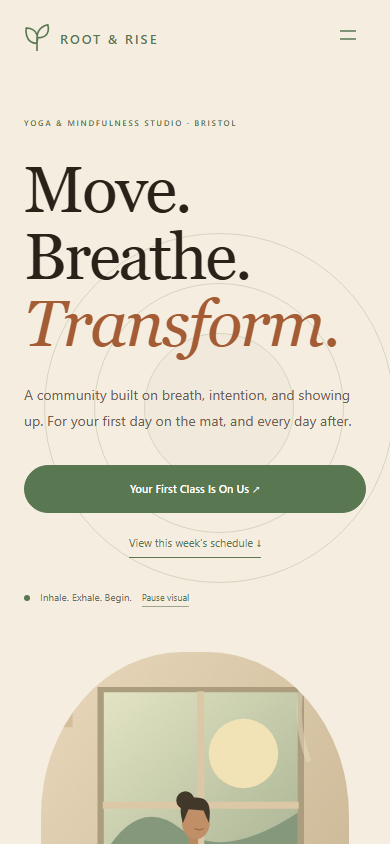 ROOT & RISE
YOGA & MINDFULNESS STUDIO · BRISTOL
Move.
Breathe.
Transform.
A community built on breath, intention, and showing
up. For your first day on the mat, and every day after.
Your First Class Is On Us ↗
View this week's schedule ↓
Inhale. Exhale. Begin. Pause visual